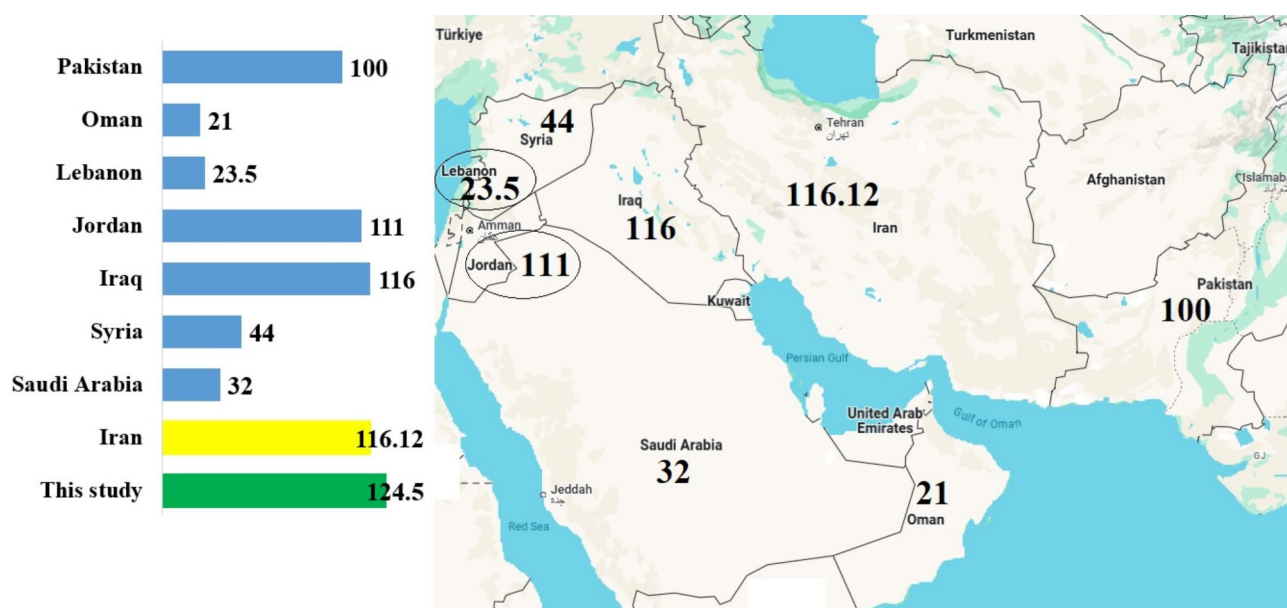 Pakistan 100
Oman 21
Lebanon 23.5
Jordan 111
Iraq 116
Syria 44
Saudi Arabia 32
Iran 116.12
This study 124.5
Türkiye
Turkmenistan
Tajikistan
Tehran
تهران
44
Syria
Lebanon
23.5
Iraq
116
116.12
Iran
Afghanistan
Islamaba
Amman
Jordan 111
Kuwait
Pakistan
100
Persian Gulf
United Arab
Emirates
Gulf of Oman
Saudi Arabia
32
Jeddah
جدة
21
Oman
Red Sea
GJ